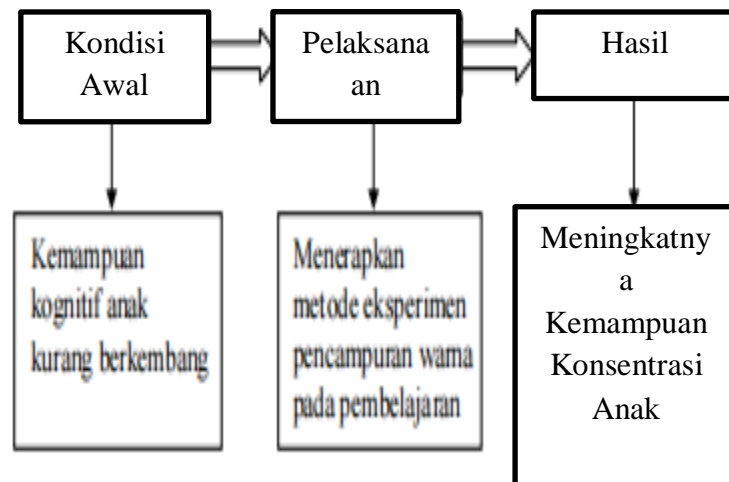 Kondisi
Awal
Pelaksana
an
Hasil
Kemampuan
kognitif anak
kurang berkembang
Menerapkan
metode eksperimen
pencampuran warna
pada pembelajaran
Meningkatny
a
Kemampuan
Konsentrasi
Anak